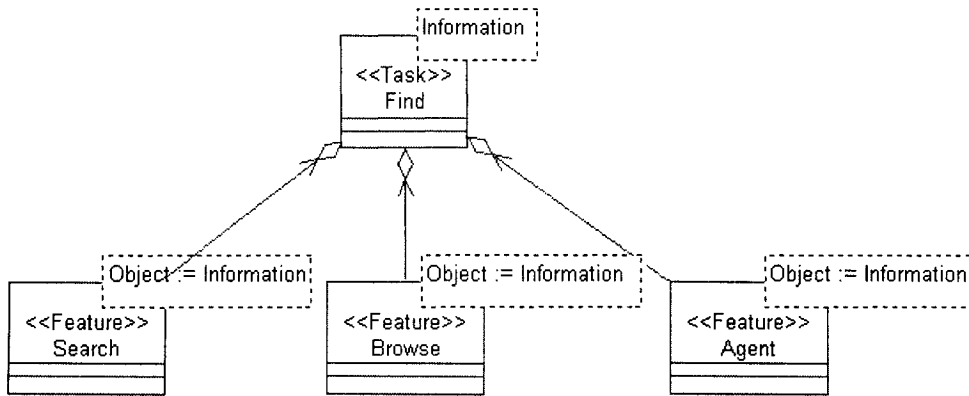 Information
<<Task>>
Find
Object := Information
Object := Information
Object := Information
<<Feature>>
Search
<<Feature>>
Browse
<<Feature>>
Agent